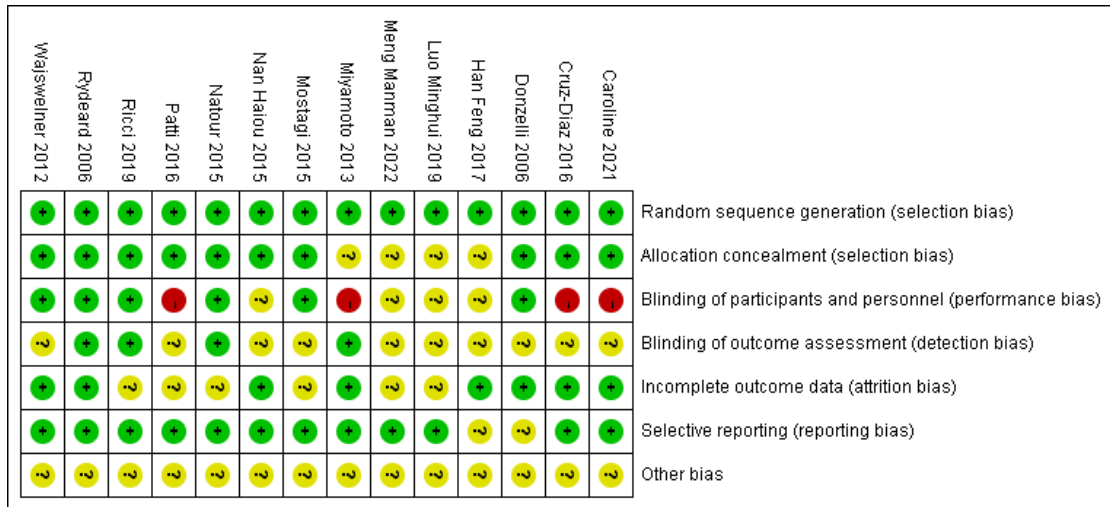 Wajswelner 2012
Rydeard 2006
Ricci 2019
Patti 2016
Natour 2015
Nan Haiou 2015
Mostagi 2015
Miyamoto 2013
Meng Manman 2022
Luo Minghui 2019
Han Feng 2017
Donzelli 2006
Cruz-Diaz 2016
Caroline 2021
+ + + + + + + + + + + + + + Random sequence generation (selection bias)
+ + + + + + + ? ? ? ? + + + Allocation concealment (selection bias)
+ + + – + ? + – ? ? ? + – – Blinding of participants and personnel (performance bias)
? + + ? + ? ? + ? ? ? ? ? ? Blinding of outcome assessment (detection bias)
+ + ? ? ? + ? + ? ? + + + + Incomplete outcome data (attrition bias)
+ + + + + + + + + + ? ? + + Selective reporting (reporting bias)
? ? ? ? ? ? ? ? ? ? ? ? ? ? Other bias